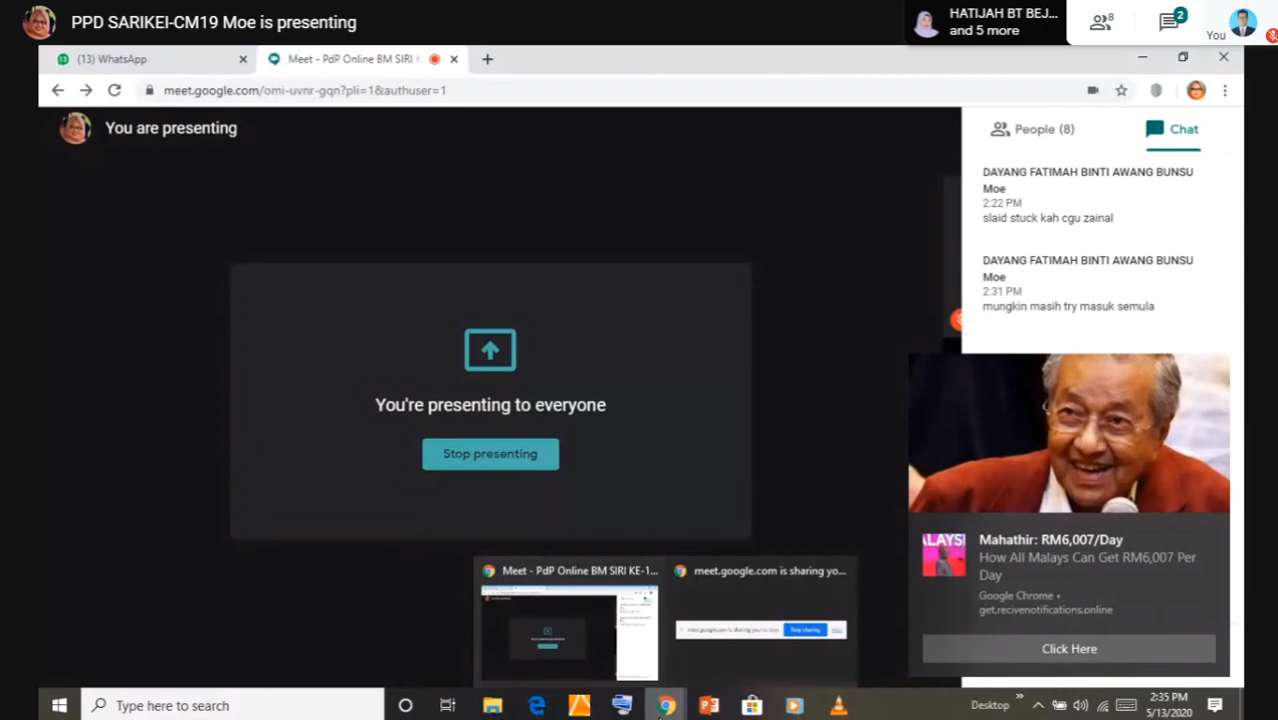 PPD SARIKEI-CM19 Moe is presenting
HATIJAH BT BEJ...
and 5 more
8
2
You
(13) WhatsApp
Meet - PdP Online BM SIRI
meet.google.com/omi-uvnr-gqn?pli=1&authuser=1
You are presenting
People (8)
Chat
DAYANG FATIMAH BINTI AWANG BUNSU
Moe
2:22 PM
slaid stuck kah cgu zainal
DAYANG FATIMAH BINTI AWANG BUNSU
Moe
2:31 PM
mungkin masih try masuk semula
You're presenting to everyone
Stop presenting
Mahathir: RM6,007/Day
How All Malays Can Get RM6,007 Per
Day
Google Chrome •
get.recivenotifications.online
Click Here
Meet - PdP Online BM SIRI KE-1...
meet.google.com is sharing yo...
Stop sharing
Type here to search
Desktop
2:35 PM
5/13/2020